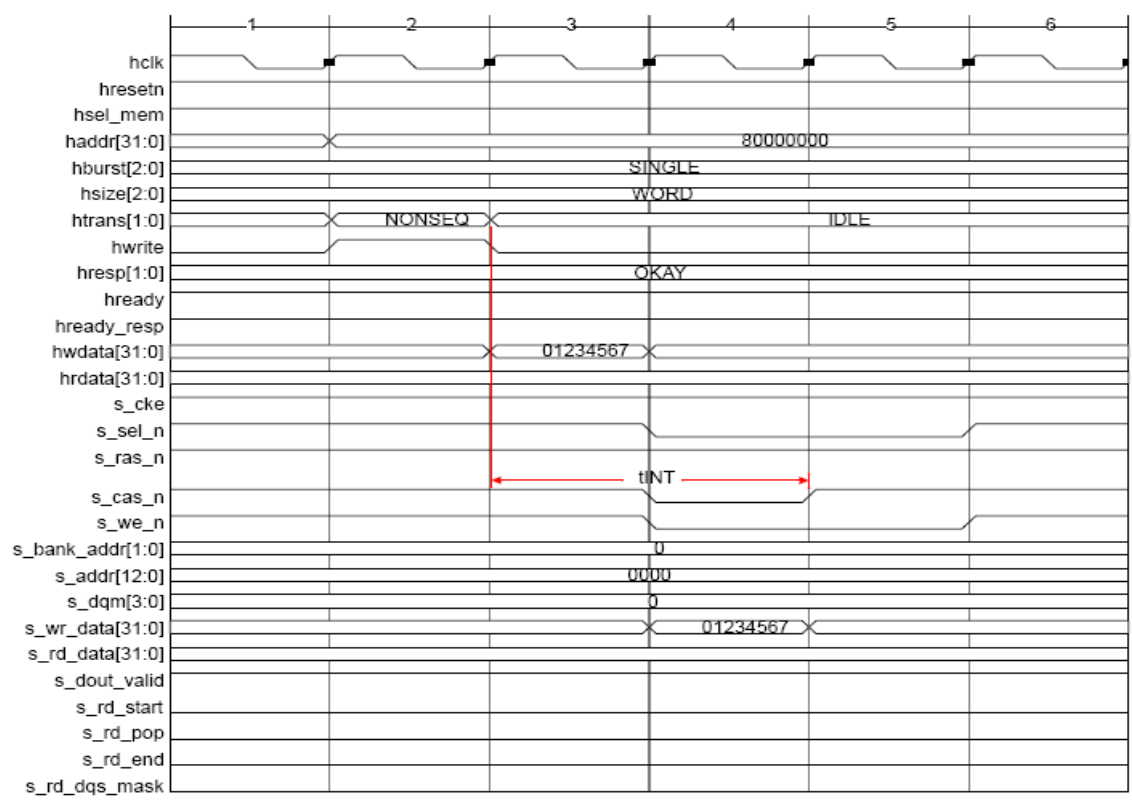 1 2 3 4 5 6
hclk
hresetn
hsel_mem
haddr[31:0] 80000000
hburst[2:0] SINGLE
hsize[2:0] WORD
htrans[1:0] NONSEQ IDLE
hwrite
hresp[1:0] OKAY
hready
hready_resp
hwdata[31:0] 01234567
hrdata[31:0]
s_cke
s_sel_n
s_ras_n
tINT
s_cas_n
s_we_n
s_bank_addr[1:0] 0
s_addr[12:0] 0000
s_dqm[3:0] 0
s_wr_data[31:0] 01234567
s_rd_data[31:0]
s_dout_valid
s_rd_start
s_rd_pop
s_rd_end
s_rd_dqs_mask